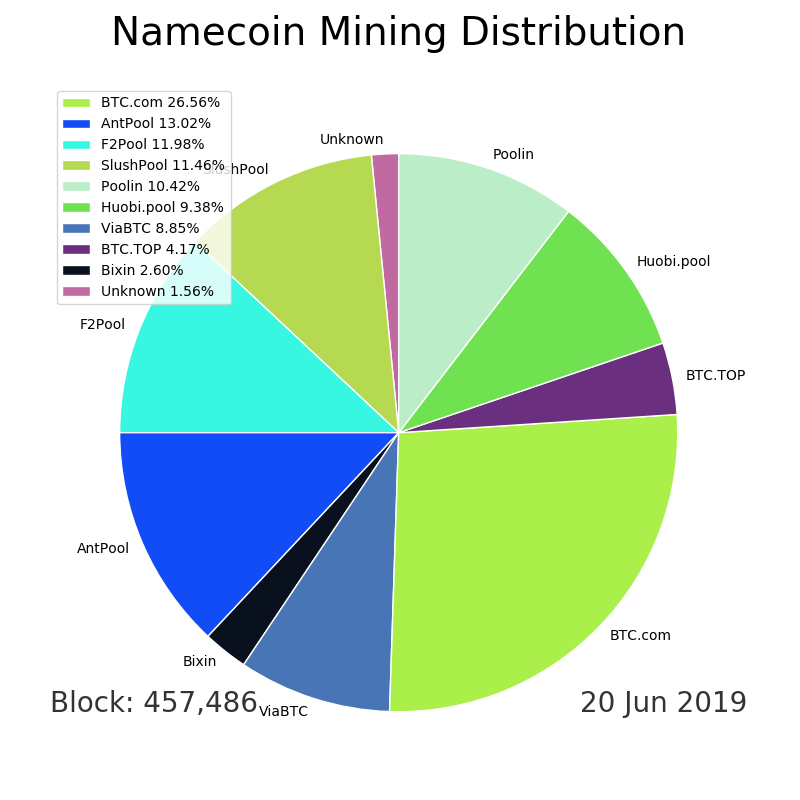 Namecoin Mining Distribution
BTC.com 26.56%
AntPool 13.02%
F2Pool 11.98%
SlushPool 11.46%
Poolin 10.42%
Huobi.pool 9.38%
ViaBTC 8.85%
BTC.TOP 4.17%
Bixin 2.60%
Unknown 1.56%
Unknown
Poolin
SlushPool
Huobi.pool
F2Pool
BTC.TOP
AntPool
BTC.com
Bixin
Block: 457,486
ViaBTC
20 Jun 2019